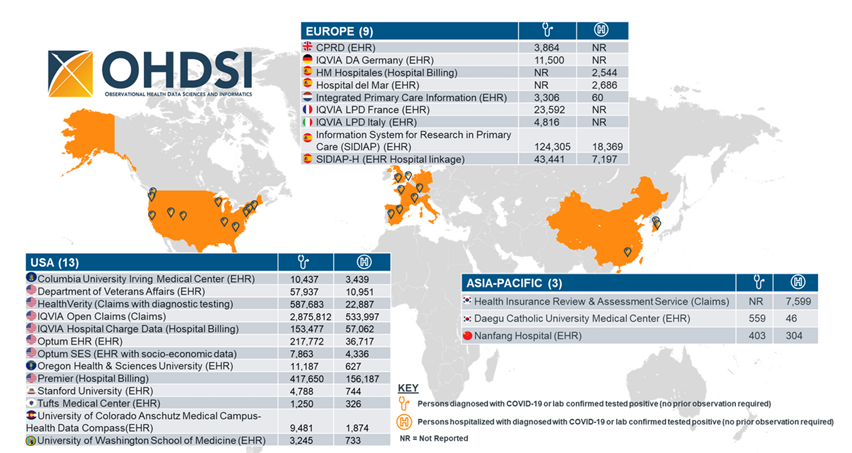 OHDSI
OBSERVATIONAL HEALTH DATA SCIENCES AND INFORMATICS
EUROPE (9)
CPRD (EHR) 3,864 NR
IQVIA DA Germany (EHR) 11,500 NR
HM Hospitales (Hospital Billing) NR 2,544
Hospital del Mar (EHR) NR 2,686
Integrated Primary Care Information (EHR) 3,306 60
IQVIA LPD France (EHR) 23,592 NR
IQVIA LPD Italy (EHR) 4,816 NR
Information System for Research in Primary
Care (SIDIAP) (EHR) 124,305 18,369
SIDIAP-H (EHR Hospital linkage) 43,441 7,197
USA (13)
Columbia University Irving Medical Center (EHR) 10,437 3,439
Department of Veterans Affairs (EHR) 57,937 10,951
HealthVerity (Claims with diagnostic testing) 587,683 22,887
IQVIA Open Claims (Claims) 2,875,812 533,997
IQVIA Hospital Charge Data (Hospital Billing) 153,477 57,062
Optum EHR (EHR) 217,772 36,717
Optum SES (EHR with socio-economic data) 7,863 4,336
Oregon Health & Sciences University (EHR) 11,187 627
Premier (Hospital Billing) 417,650 156,187
Stanford University (EHR) 4,788 744
Tufts Medical Center (EHR) 1,250 326
University of Colorado Anschutz Medical Campus-
Health Data Compass(EHR) 9,481 1,874
University of Washington School of Medicine (EHR) 3,245 733
ASIA-PACIFIC (3)
Health Insurance Review & Assessment Service (Claims) NR 7,599
Daegu Catholic University Medical Center (EHR) 559 46
Nanfang Hospital (EHR) 403 304
KEY
Persons diagnosed with COVID-19 or lab confirmed tested positive (no prior observation required)
Persons hospitalized with diagnosed with COVID-19 or lab confirmed tested positive (no prior observation required)
NR = Not Reported